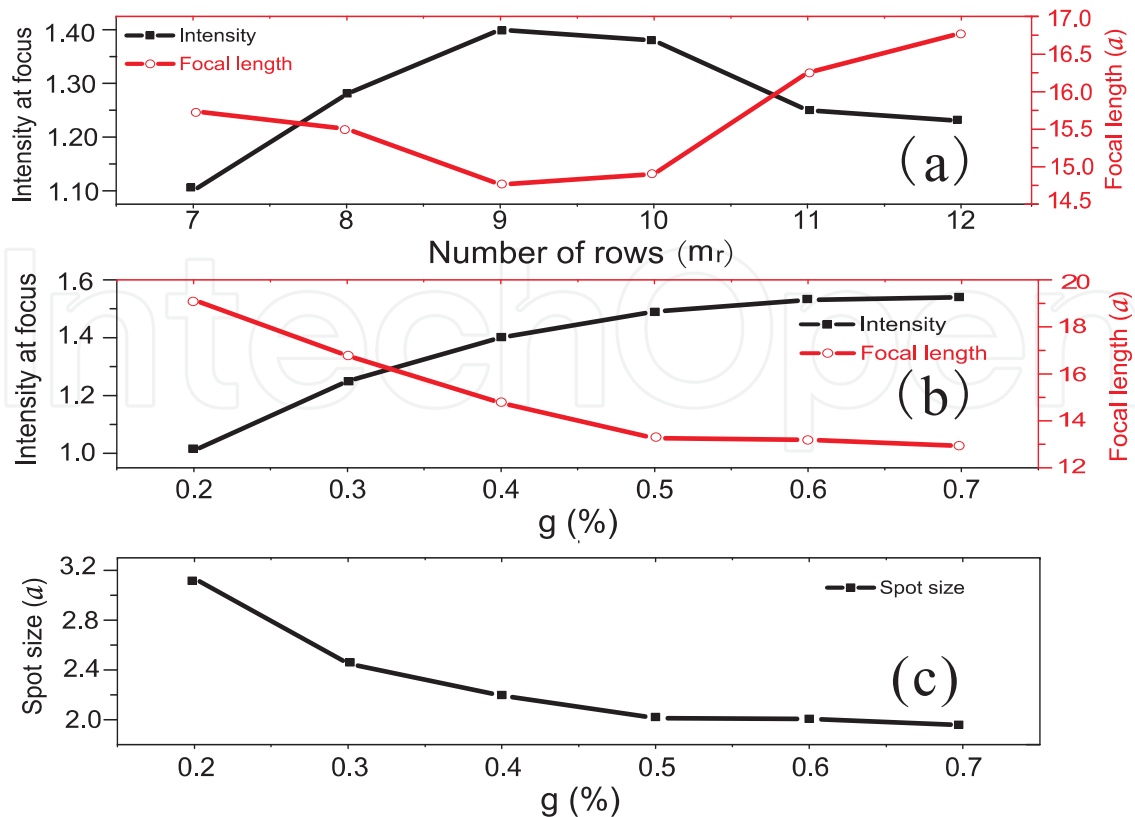 Intensity at focus
1.40
1.30
1.20
1.10
Intensity
Focal length
(a)
17.0
16.5
16.0
15.5
15.0
14.5
Focal length (a)
7 8 9 10 11 12
Number of rows (mr)
Intensity at focus
1.6
1.4
1.2
1.0
Intensity
Focal length
(b)
20
18
16
14
12
Focal length (a)
0.2 0.3 0.4 0.5 0.6 0.7
g (%)
Spot size (a)
3.2
2.8
2.4
2.0
Spot size
(c)
0.2 0.3 0.4 0.5 0.6 0.7
g (%)
IntechOpen